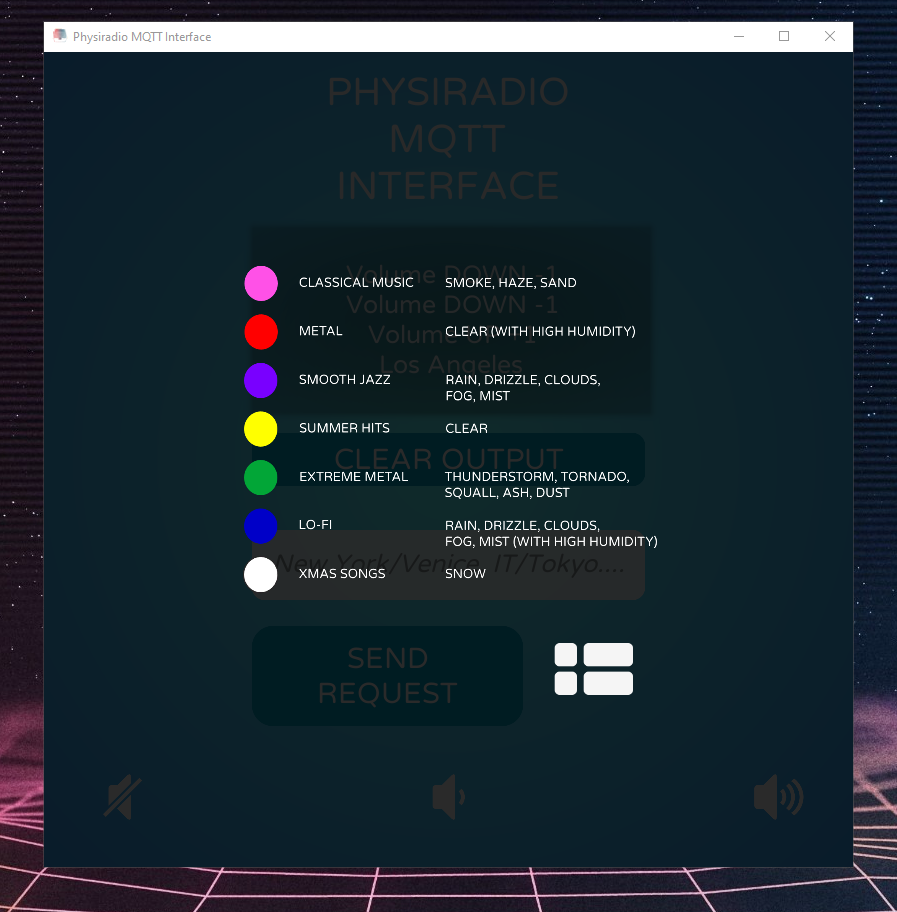 Physiradio MQTT Interface
PHYSIRADIO
MQTT
INTERFACE
Volume DOWN -1
CLASSICAL MUSIC SMOKE, HAZE, SAND
Volume DOWN -1
METAL CLEAR (WITH HIGH HUMIDITY)
Volume UP +1
Los Angeles
SMOOTH JAZZ RAIN, DRIZZLE, CLOUDS,
FOG, MIST
SUMMER HITS CLEAR
CLEAR OUTPUT
EXTREME METAL THUNDERSTORM, TORNADO,
SQUALL, ASH, DUST
LO-FI RAIN, DRIZZLE, CLOUDS,
FOG, MIST (WITH HIGH HUMIDITY)
New York/Venice, IT/Tokyo....
XMAS SONGS SNOW
SEND
REQUEST